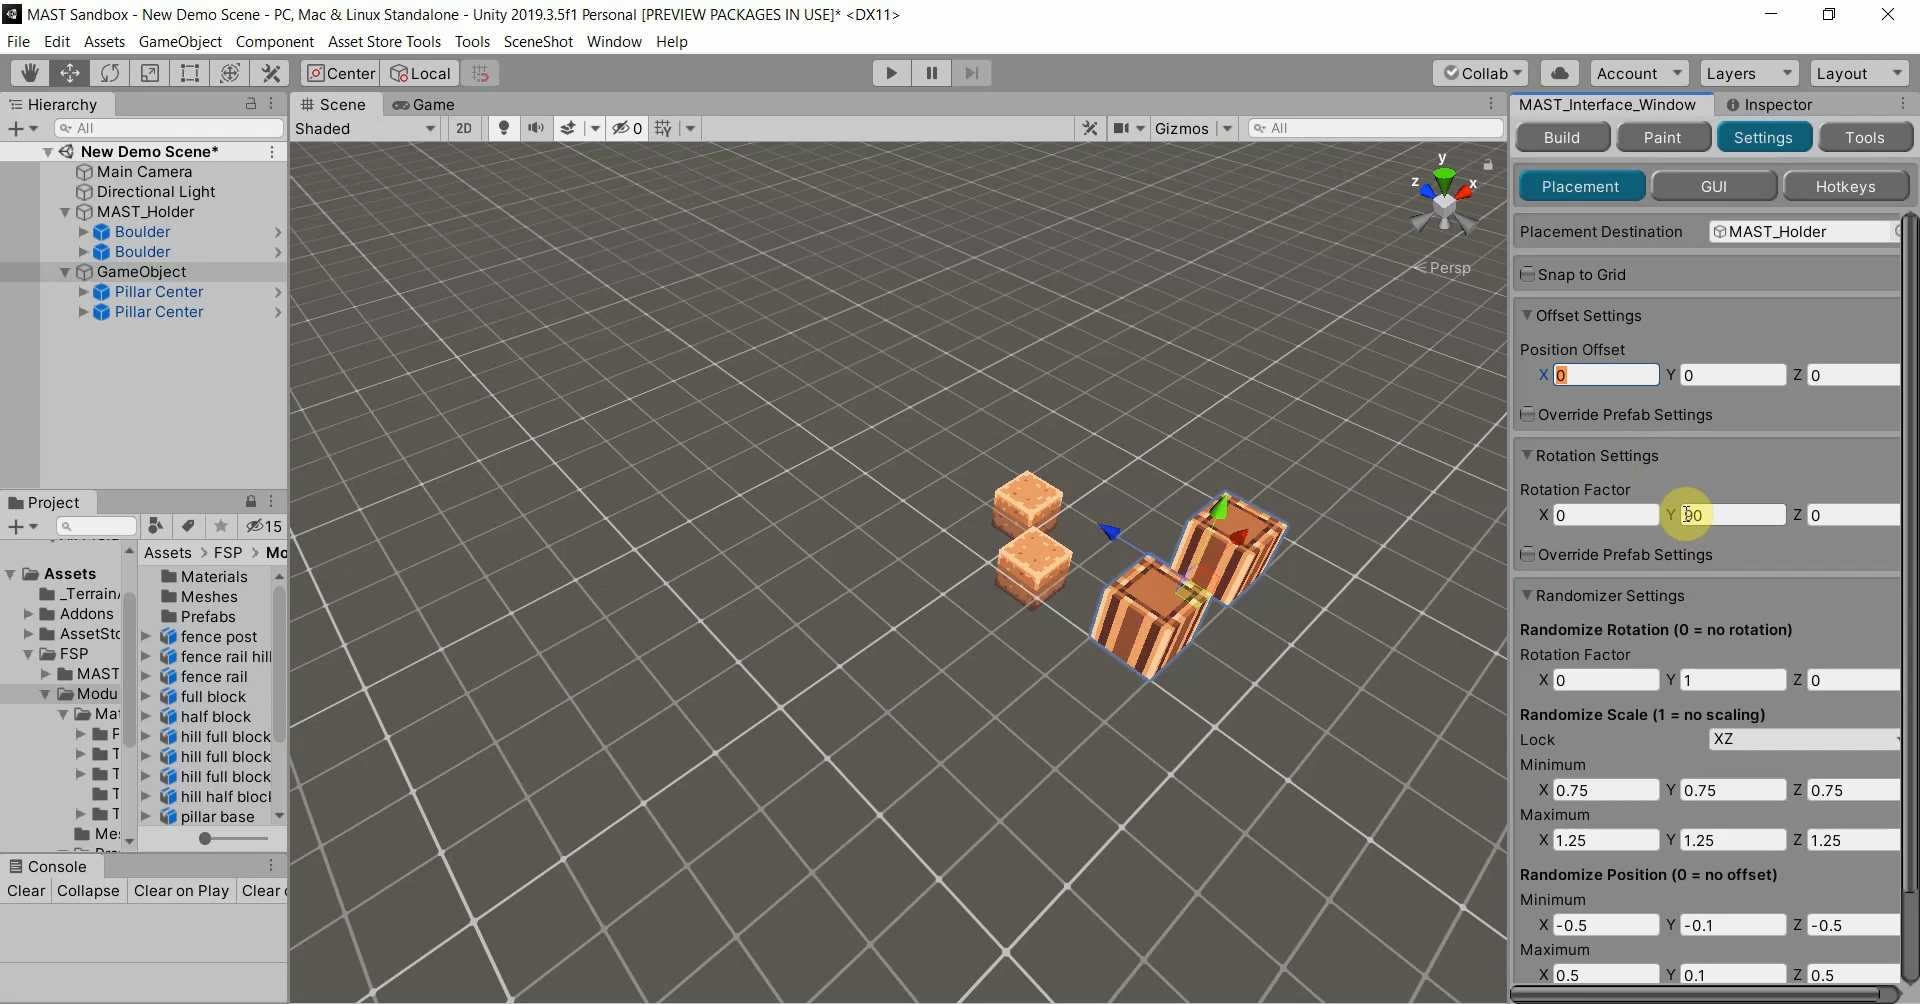 MAST Sandbox - New Demo Scene - PC, Mac & Linux Standalone - Unity 2019.3.5f1 Personal [PREVIEW PACKAGES IN USE]* <DX11>
File Edit Assets GameObject Component Asset Store Tools Tools SceneShot Window Help
Center Local Collab Account Layers Layout
Hierarchy
All
New Demo Scene*
Main Camera
Directional Light
MAST_Holder
Boulder
Boulder
GameObject
Pillar Center
Pillar Center
Scene Game
Shaded 2D 0 Gizmos All
y
z x
Persp
MAST_Interface_Window Inspector
Build Paint Settings Tools
Placement GUI Hotkeys
Placement Destination MAST_Holder
Snap to Grid
Offset Settings
Position Offset
X 0 Y 0 Z 0
Override Prefab Settings
Rotation Settings
Rotation Factor
X 0 Y 90 Z 0
Override Prefab Settings
Randomizer Settings
Randomize Rotation (0 = no rotation)
Rotation Factor
X 0 Y 1 Z 0
Randomize Scale (1 = no scaling)
Lock XZ
Minimum
X 0.75 Y 0.75 Z 0.75
Maximum
X 1.25 Y 1.25 Z 1.25
Randomize Position (0 = no offset)
Minimum
X -0.5 Y -0.1 Z -0.5
Maximum
X 0.5 Y 0.1 Z 0.5
Project
15
Assets
_Terrain
Addons
AssetSto
FSP
MAST
Modu
Mat
Me
Assets > FSP > Mo
Materials
Meshes
Prefabs
fence post
fence rail hill
fence rail
full block
half block
hill full block
hill full block
hill full block
hill half block
pillar base
Console
Clear Collapse Clear on Play Clear